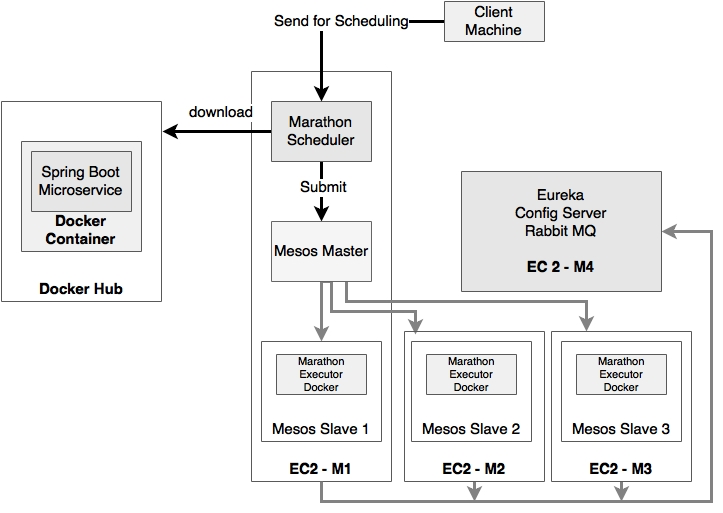 Client
Machine
Send for Scheduling
download
Marathon
Scheduler
Spring Boot
Microservice
Docker
Container
Docker Hub
Submit
Mesos Master
Eureka
Config Server
Rabbit MQ
EC 2 - M4
Marathon
Executor
Docker
Mesos Slave 1
EC2 - M1
Marathon
Executor
Docker
Mesos Slave 2
EC2 - M2
Marathon
Executor
Docker
Mesos Slave 3
EC2 - M3